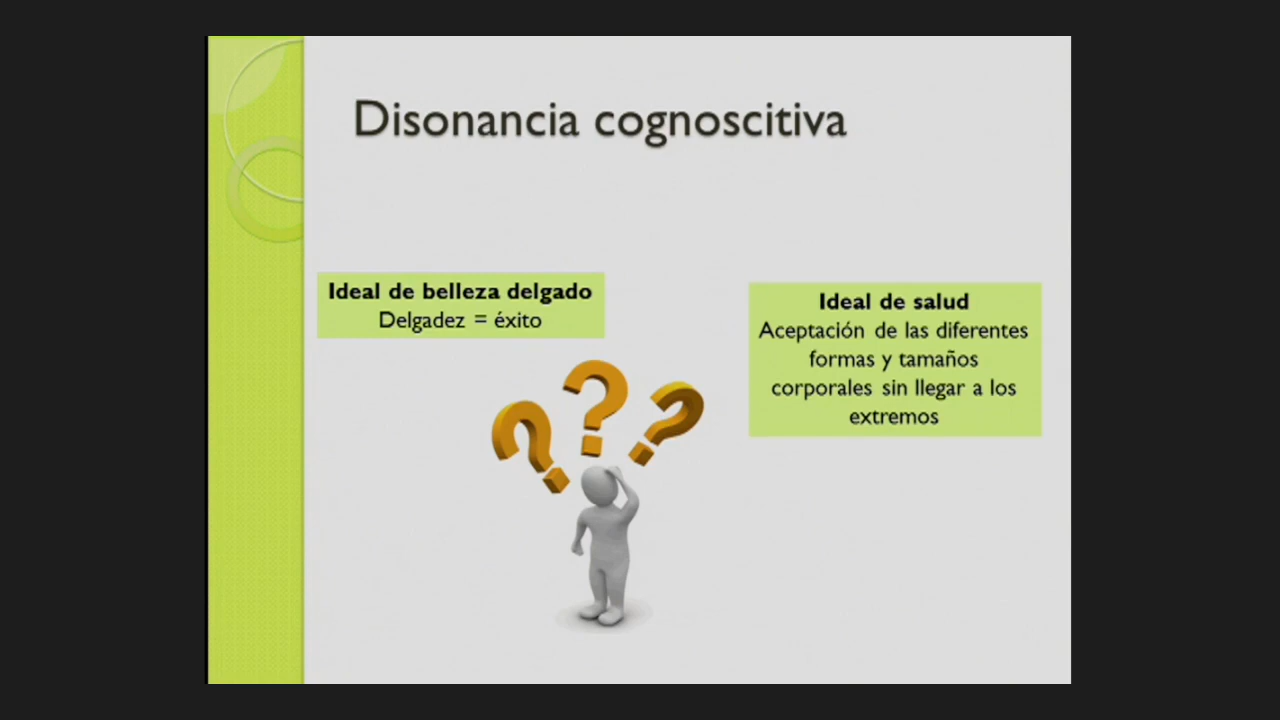 Disonancia cognoscitiva
Ideal de belleza delgado
Delgadez = éxito
Ideal de salud
Aceptación de las diferentes
formas y tamaños
corporales sin llegar a los
extremos